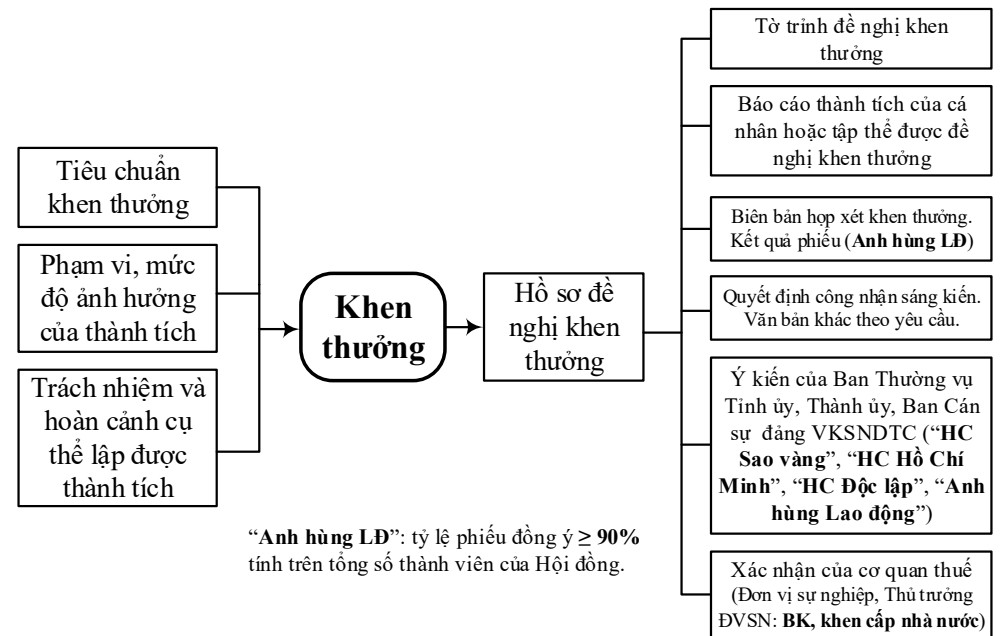 Tiêu chuẩn
khen thưởng
Phạm vi, mức
độ ảnh hưởng
của thành tích
Trách nhiệm và
hoàn cảnh cụ
thể lập được
thành tích
Khen
thưởng
Hồ sơ đề
nghị khen
thưởng
Tờ trỉnh đề nghị khen
thưởng
Báo cáo thành tích của cá
nhân hoặc tập thể được đề
nghị khen thưởng
Biên bản họp xét khen thưởng.
Kết quả phiếu (Anh hùng LĐ)
Quyết định công nhận sáng kiến.
Văn bản khác theo yêu cầu.
Ý kiến của Ban Thường vụ
Tỉnh ủy, Thành ủy, Ban Cán
sự đảng VKSNDTC (“HC
Sao vàng”, “HC Hồ Chí
Minh”, “HC Độc lập”, “Anh
hùng Lao động”)
Xác nhận của cơ quan thuế
(Đơn vị sự nghiệp, Thủ trưởng
ĐVSN: BK, khen cấp nhà nước)
“Anh hùng LĐ”: tỷ lệ phiếu đồng ý ≥ 90%
tính trên tổng số thành viên của Hội đồng.